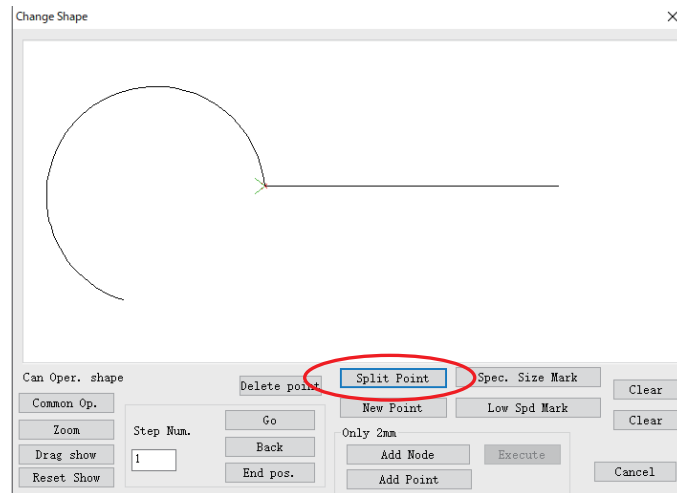 Change Shape
Can Oper. shape
Common Op.
Zoom
Drag show
Reset Show
Step Num.
1
Delete point
Go
Back
End pos.
Split Point
New Point
Spec. Size Mark
Low Spd Mark
Only 2mm
Add Node
Add Point
Execute
Clear
Clear
Cancel